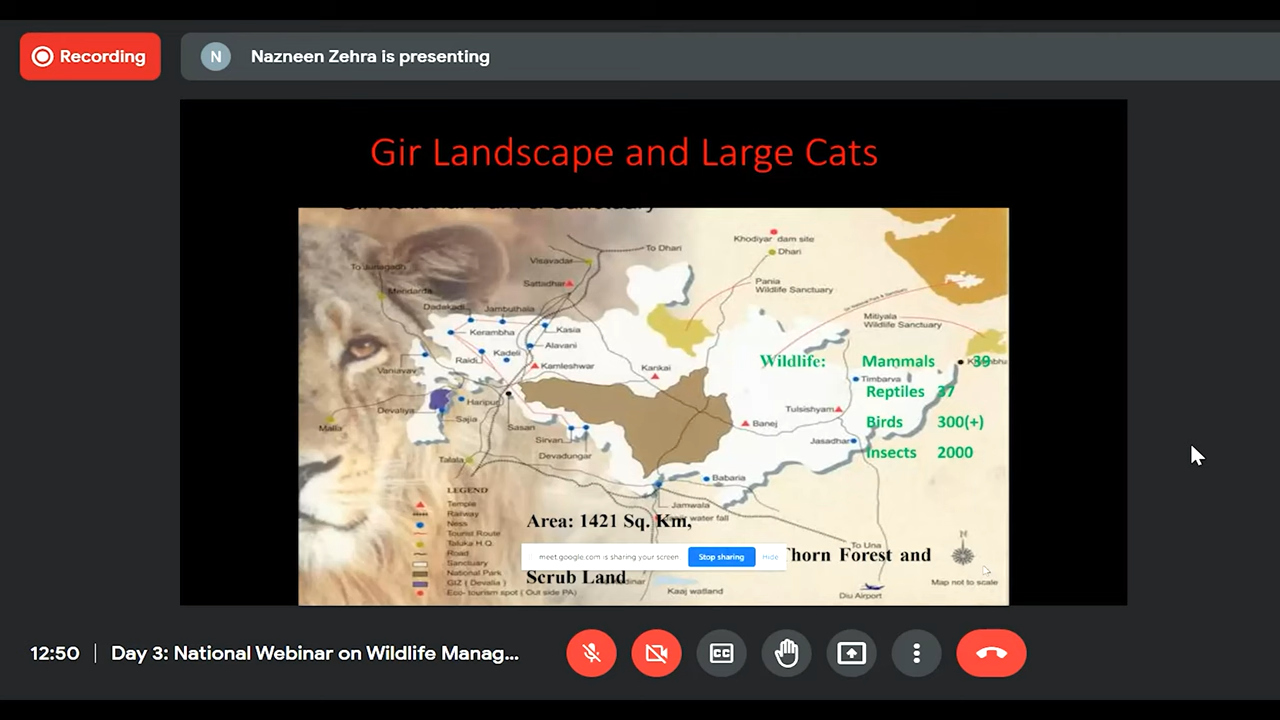 Recording
N
Nazneen Zehra is presenting
Gir Landscape and Large Cats
To Dhari
Khodiyar dam site
Dhari
Visavadar
To Junagadh
Sattadhar
Mendarda
Pania
Wildlife Sanctuary
Dadakadi
Jambuthala
Mitiyala
Wildlife Sanctuary
Kerambha
Kasia
Alavani
Raidi
Kadeli
Kamleshwar
Kankai
Vaniavav
Wildlife: Mammals 39
Timbarva
Reptiles 37
Devaliya
Haripur
Tulsishyam
Sajia
Sasan
Banej
Birds 300(+)
Malia
Sirvan
Jasadhar
Devadungar
Insects 2000
Talala
Babaria
LEGEND
Temple
Railway
Ness
Tourist Route
Taluka H.Q.
Road
Sanctuary
National Park
GIZ ( Devalia )
Eco- tourism spot ( Out side PA)
Jamwala
water fall
Area: 1421 Sq. Km,
To Una
N
meet.google.com is sharing your screen
Stop sharing
Hide
Thorn Forest and
Scrub Land
Kaaj watland
Diu Airport
Map not to scale
12:50 | Day 3: National Webinar on Wildlife Manag...
CC